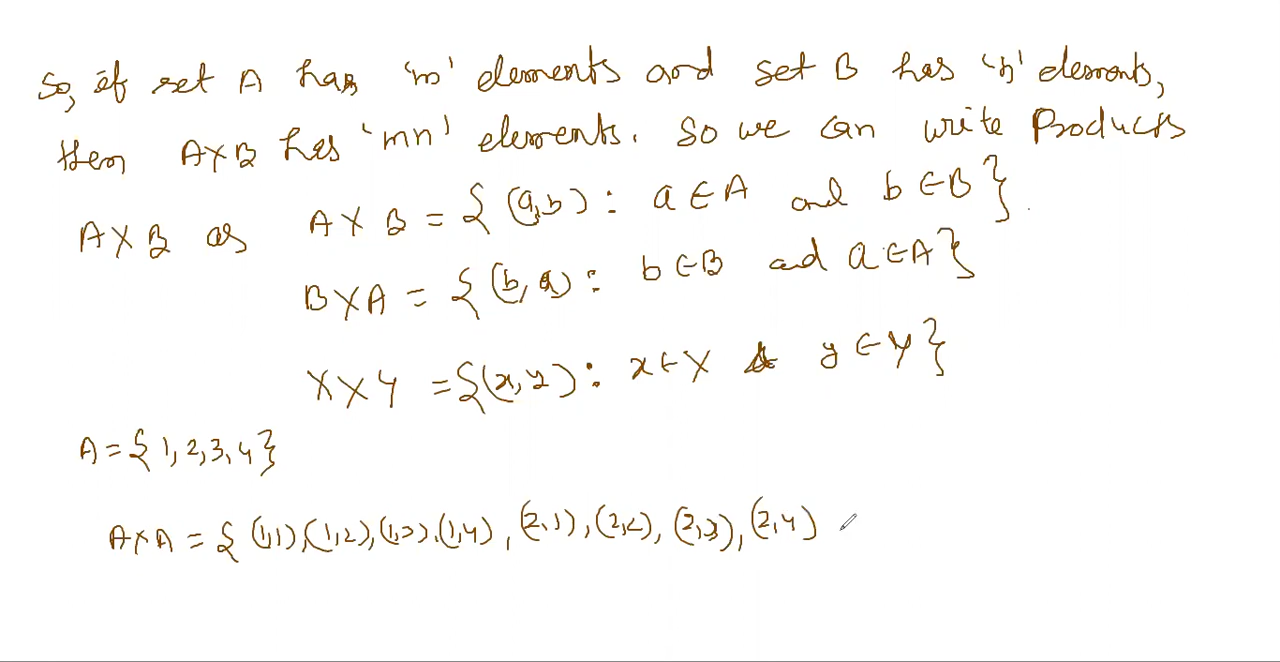 So, if set A has 'm' elements and set B has 'n' elements,
then A×B has 'mn' elements. So we can write Products
A×B as A×B = {(a,b): a∈A and b∈B}.
B×A = {(b,a): b∈B and a∈A}
X×Y = {(x,y): x∈X & y∈Y}
A = {1,2,3,4}
A×A = { (1,1),(1,2),(1,3),(1,4), (2,1),(2,2),(2,3),(2,4)